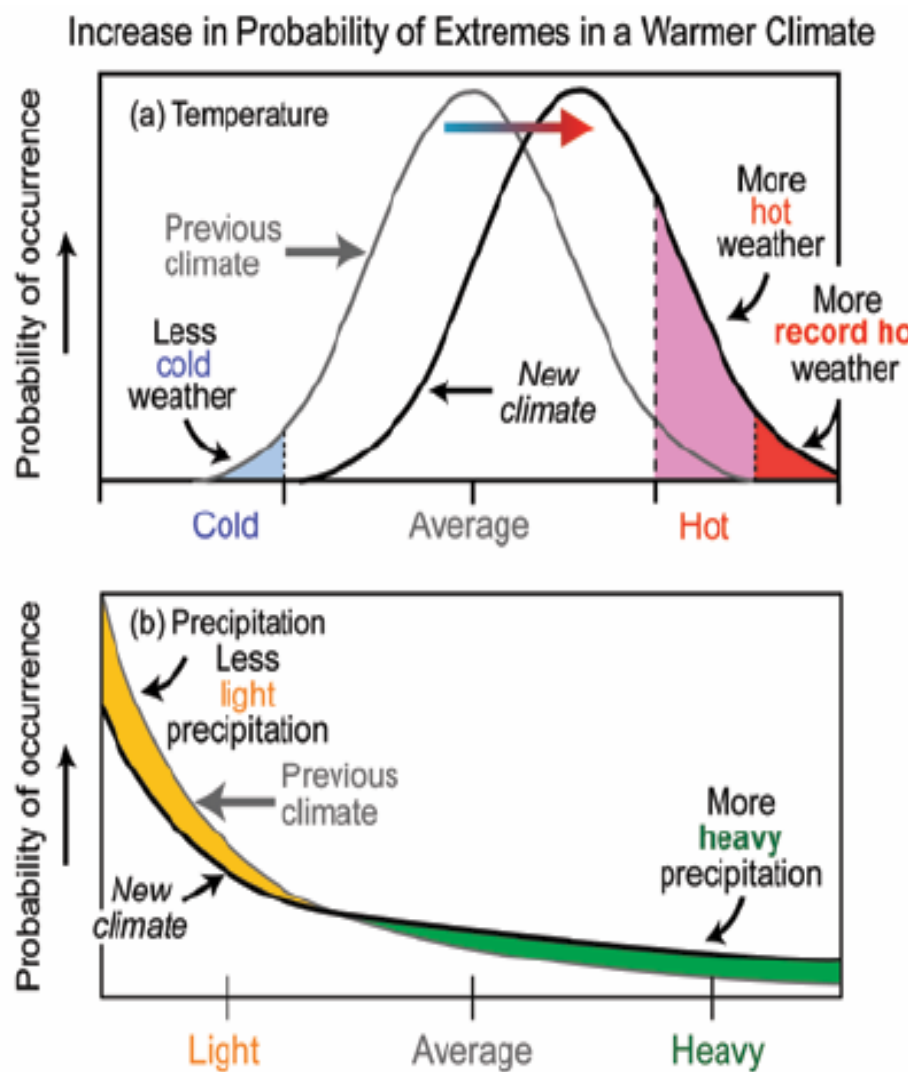 Increase in Probability of Extremes in a Warmer Climate
(a) Temperature
Probability of occurrence
Previous
climate
Less
cold
weather
New
climate
More
hot
weather
More
record ho
weather
Cold
Average
Hot
(b) Precipitation
Probability of occurrence
Less
light
precipitation
Previous
climate
New
climate
More
heavy
precipitation
Light
Average
Heavy